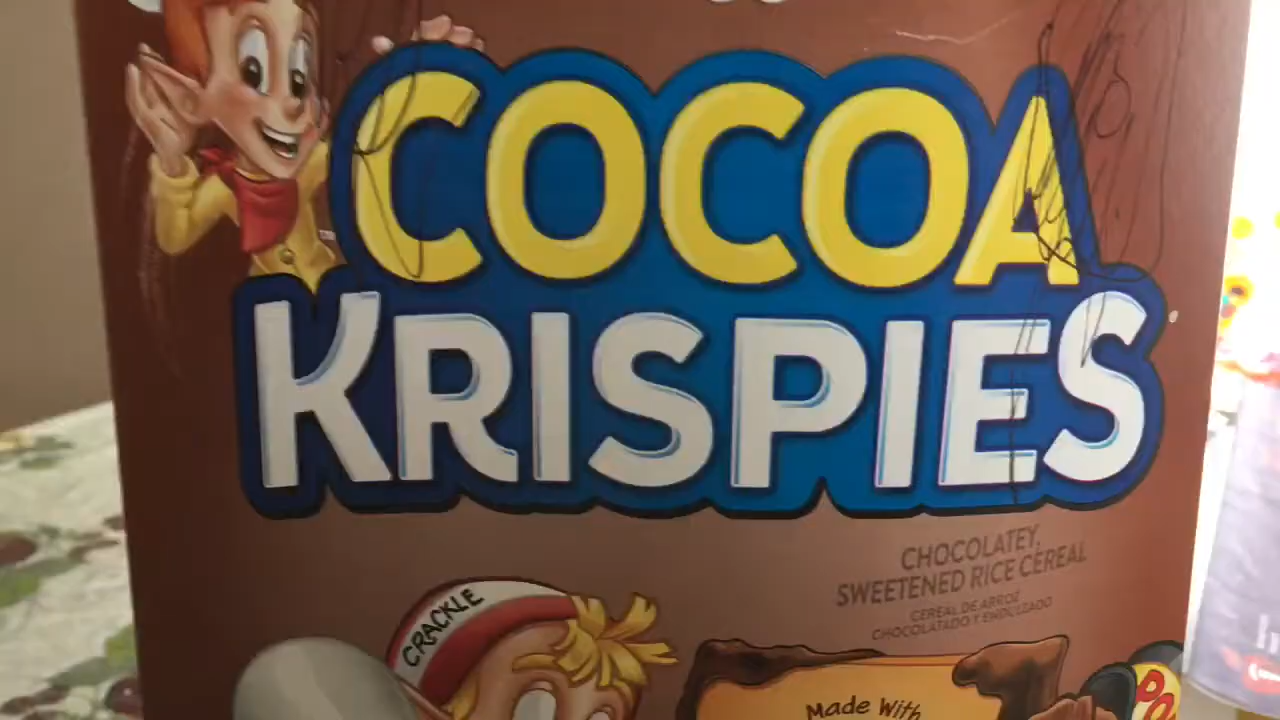 COCOA
KRISPIES
CHOCOLATEY,
SWEETENED RICE CEREAL
CEREAL DE ARROZ
CHOCOLATADO Y ENDULZADO
CRACKLE
Made With